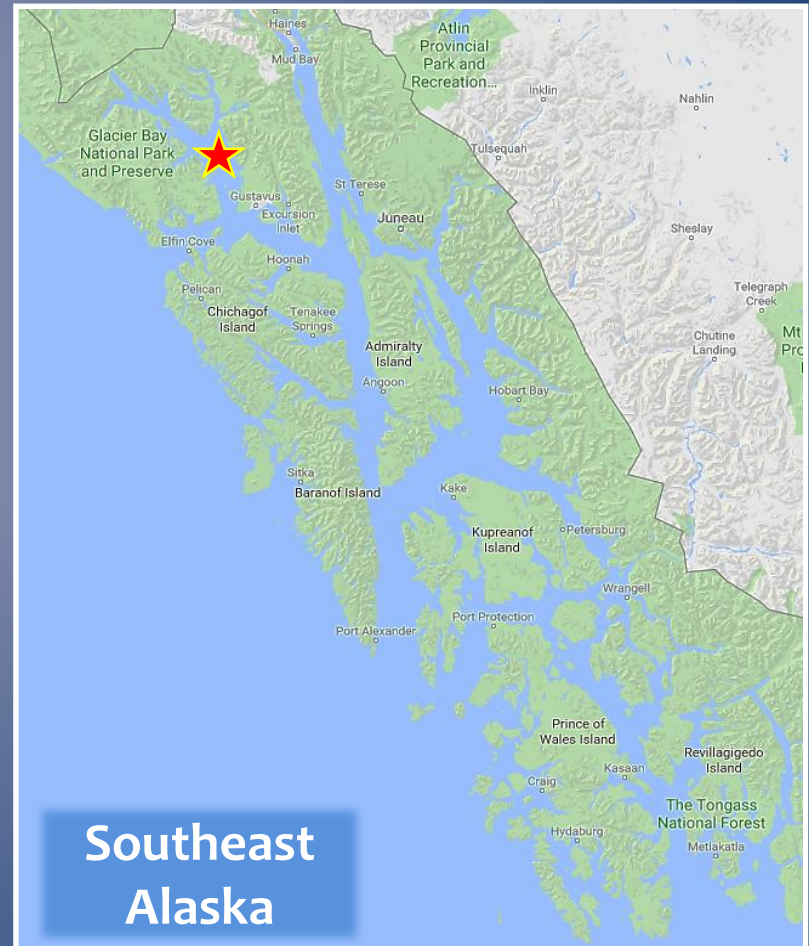 Haines
Mud Bay
Atlin
Provincial
Park and
Recreation...
Inklin
Nahlin
Glacier Bay
National Park
and Preserve
Tulsequah
St Terese
Gustavus
Excursion
Inlet
Juneau
Sheslay
Elfin Cove
Hoonah
Pelican
Chichagof
Island
Tenakee
Springs
Telegraph
Creek
Admiralty
Island
Angoon
Chutine
Landing
Mt
Pro
Hobart Bay
Sitka
Baranof Island
Kake
Kupreanof
Island
Petersburg
Wrangell
Port Protection
Port Alexander
Prince of
Wales Island
Revillagigedo
Island
Kasaan
Craig
The Tongass
National Forest
Hydaburg
Metlakatla
Southeast
Alaska